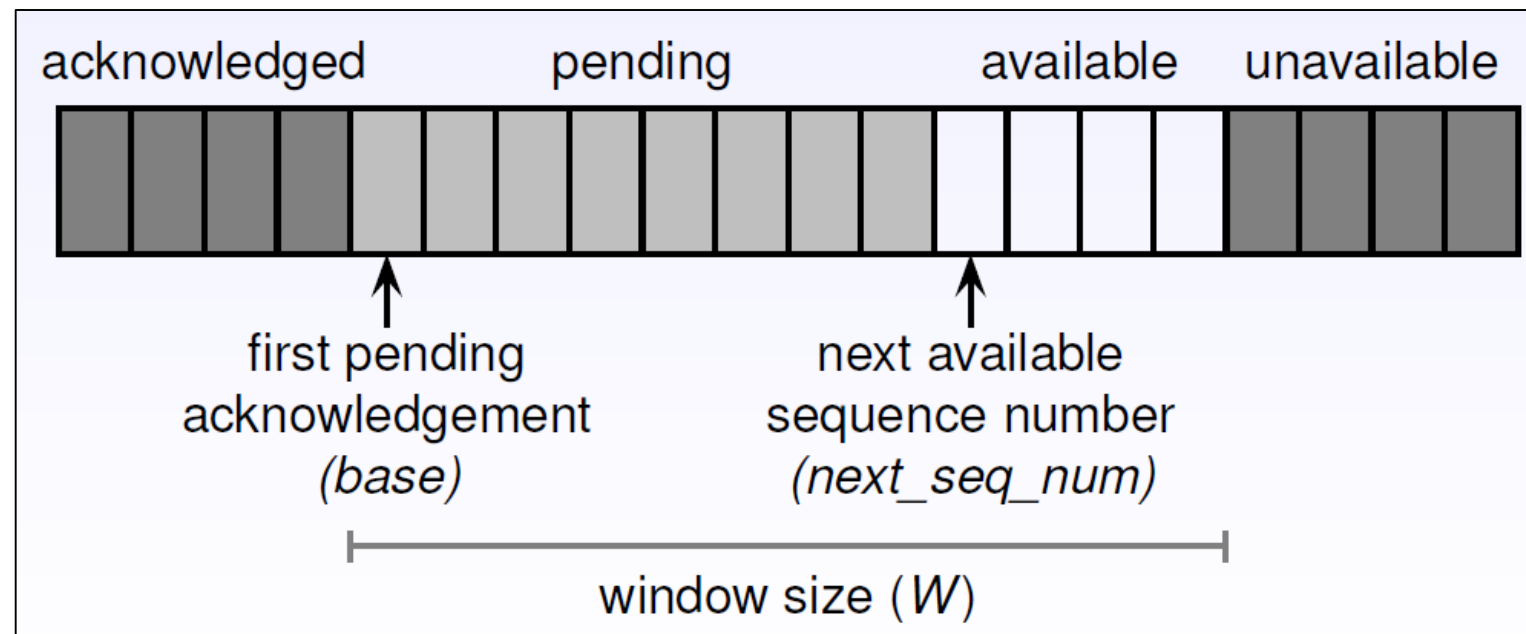 acknowledged pending available unavailable
first pending
acknowledgement
(base)
next available
sequence number
(next_seq_num)
window size (W)